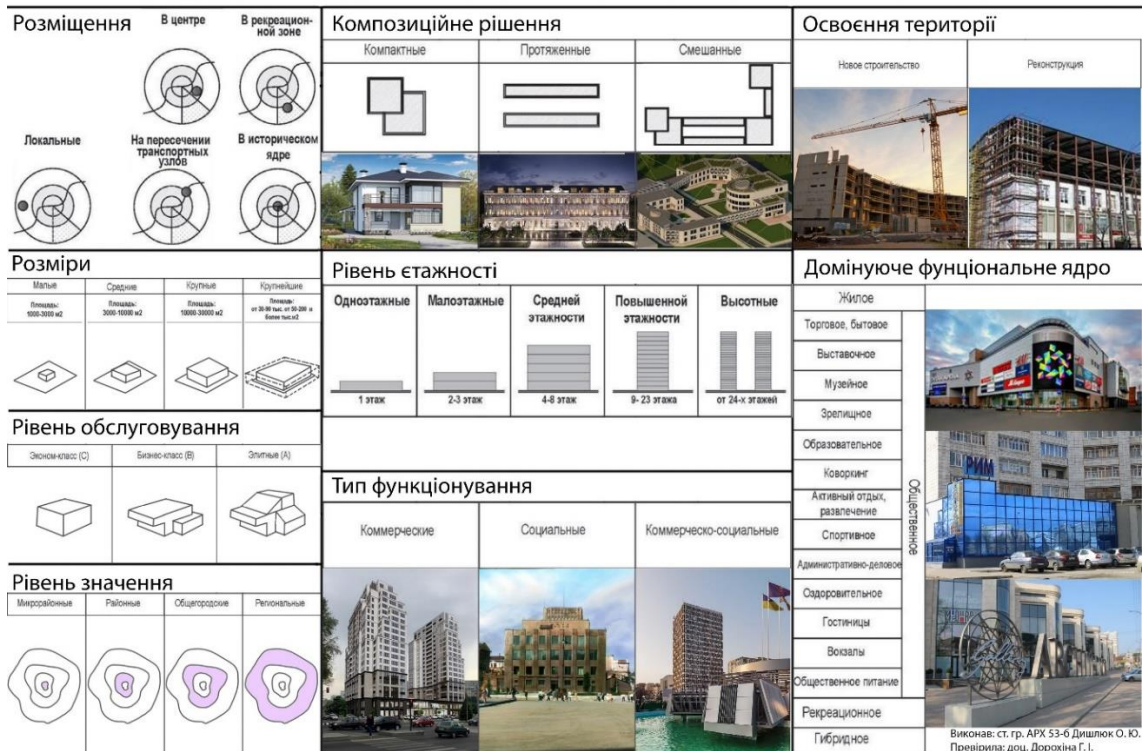 Розміщення
В центре
В рекреацион-
ной зоне
Локальные
На пересечении
транспортных
узлов
В историческом
ядре
Розміри
Малые
Средние
Крупные
Крупнейшие
Площадь:
1000-3000 м2
Площадь:
3000-10000 м2
Площадь:
10000-30000 м2
Площадь:
от 30-90 тыс. от 50-200 и
более тыс.м2
Рівень обслуговування
Эконом-класс (С)
Бизнес-класс (В)
Элитные (А)
Рівень значення
Микрорайонные
Районные
Общегородские
Региональные
Композиційне рішення
Компактные
Протяженные
Смешанные
Рівень єтажності
Одноэтажные
Малоэтажные
Средней
этажности
Повышенной
этажности
Высотные
1 этаж
2-3 этаж
4-8 этаж
9- 23 этажа
от 24-х этажей
Тип функціонування
Коммерческие
Социальные
Коммерческо-социальные
Освоєння території
Новое строительство
Реконструкция
Домінуюче фунціональне ядро
Жилое
Торговое, бытовое
Выставочное
Музейное
Зрелищное
Образовательное
Коворкинг
Активный отдых,
развлечение
Спортивное
Административно-деловое
Оздоровительное
Гостиницы
Вокзалы
Общественное питание
Общественное
Рекреационное
Гибридное
РИМ
Виконав: ст. гр. АРХ 53-6 Дишлюк О. Ю.
Превірила: доц. Дорохіна Г. І.